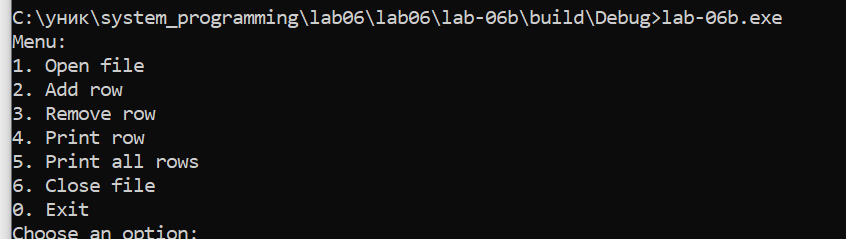 C:\уник\system_programming\lab06\lab06\lab-06b\build\Debug>lab-06b.exe
Menu:
1. Open file
2. Add row
3. Remove row
4. Print row
5. Print all rows
6. Close file
0. Exit
Choose an option: